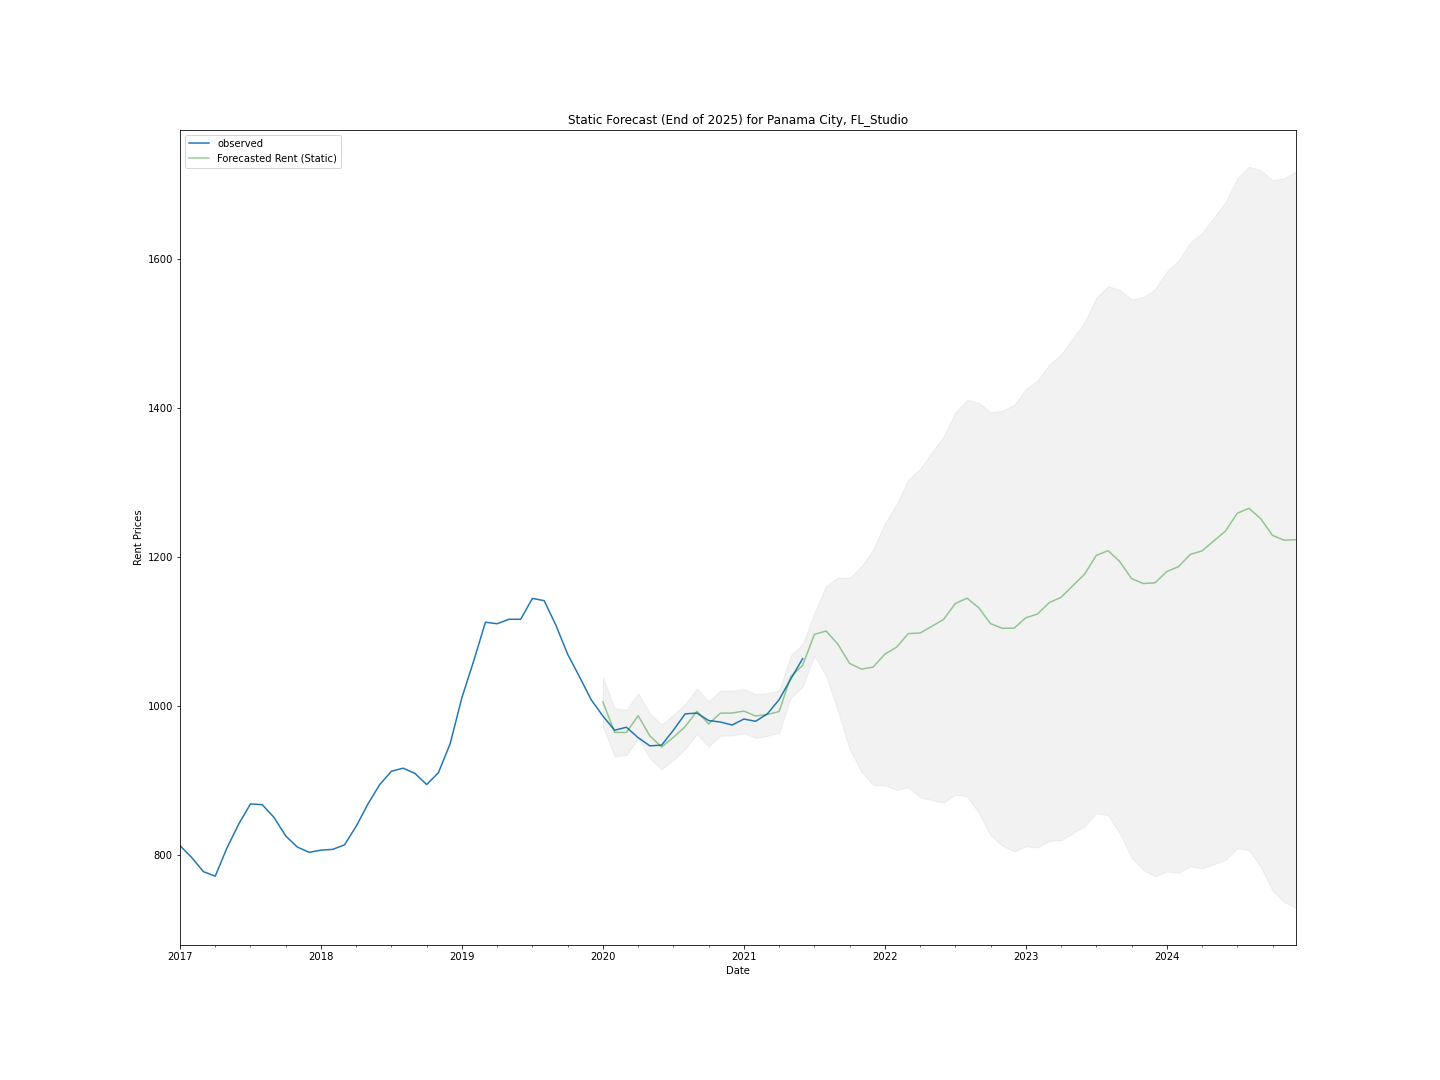 Static Forecast (End of 2025) for Panama City, FL_Studio
observed
Forecasted Rent (Static)
1600
1400
1200
1000
800
Rent Prices
2017 2018 2019 2020 2021 2022 2023 2024
Date